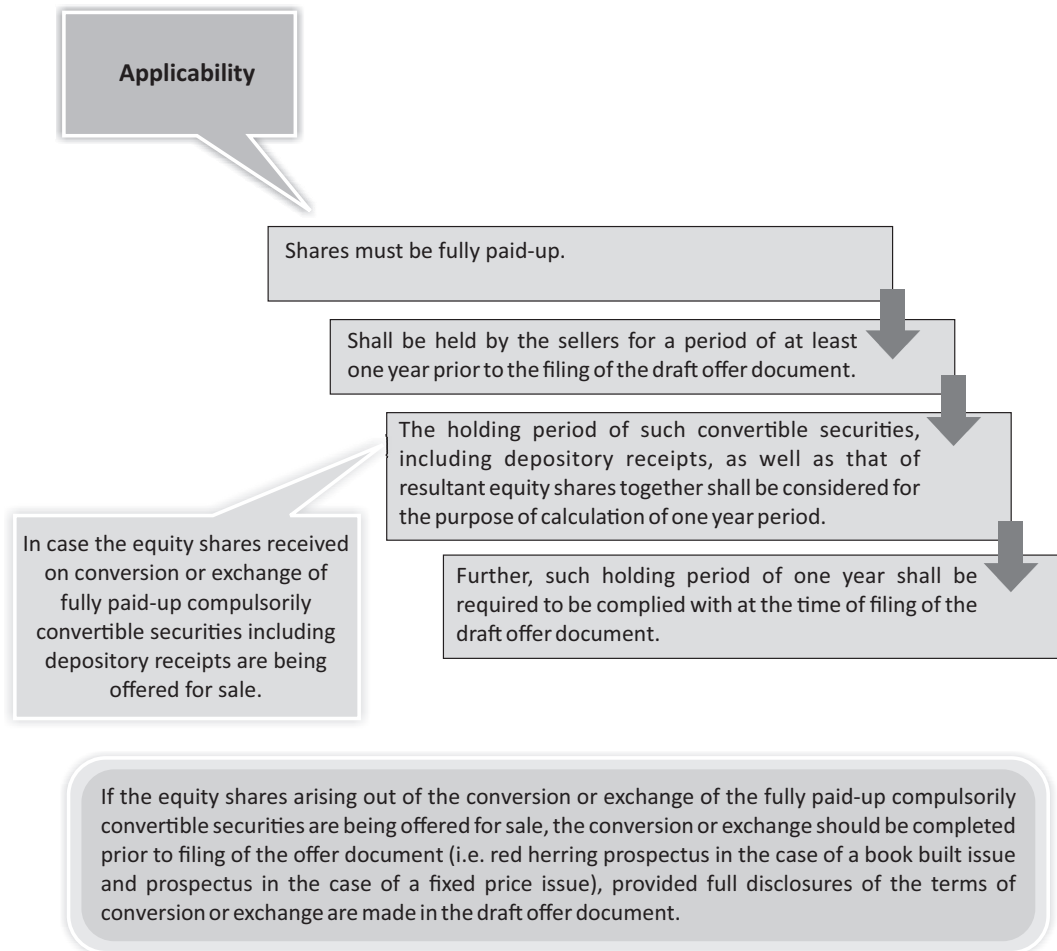 Applicability
Shares must be fully paid-up.
Shall be held by the sellers for a period of at least
one year prior to the filing of the draft offer document.
The holding period of such convertible securities,
including depository receipts, as well as that of
resultant equity shares together shall be considered for
the purpose of calculation of one year period.
In case the equity shares received
on conversion or exchange of
fully paid-up compulsorily
convertible securities including
depository receipts are being
offered for sale.
Further, such holding period of one year shall be
required to be complied with at the time of filing of the
draft offer document.
If the equity shares arising out of the conversion or exchange of the fully paid-up compulsorily
convertible securities are being offered for sale, the conversion or exchange should be completed
prior to filing of the offer document (i.e. red herring prospectus in the case of a book built issue
and prospectus in the case of a fixed price issue), provided full disclosures of the terms of
conversion or exchange are made in the draft offer document.